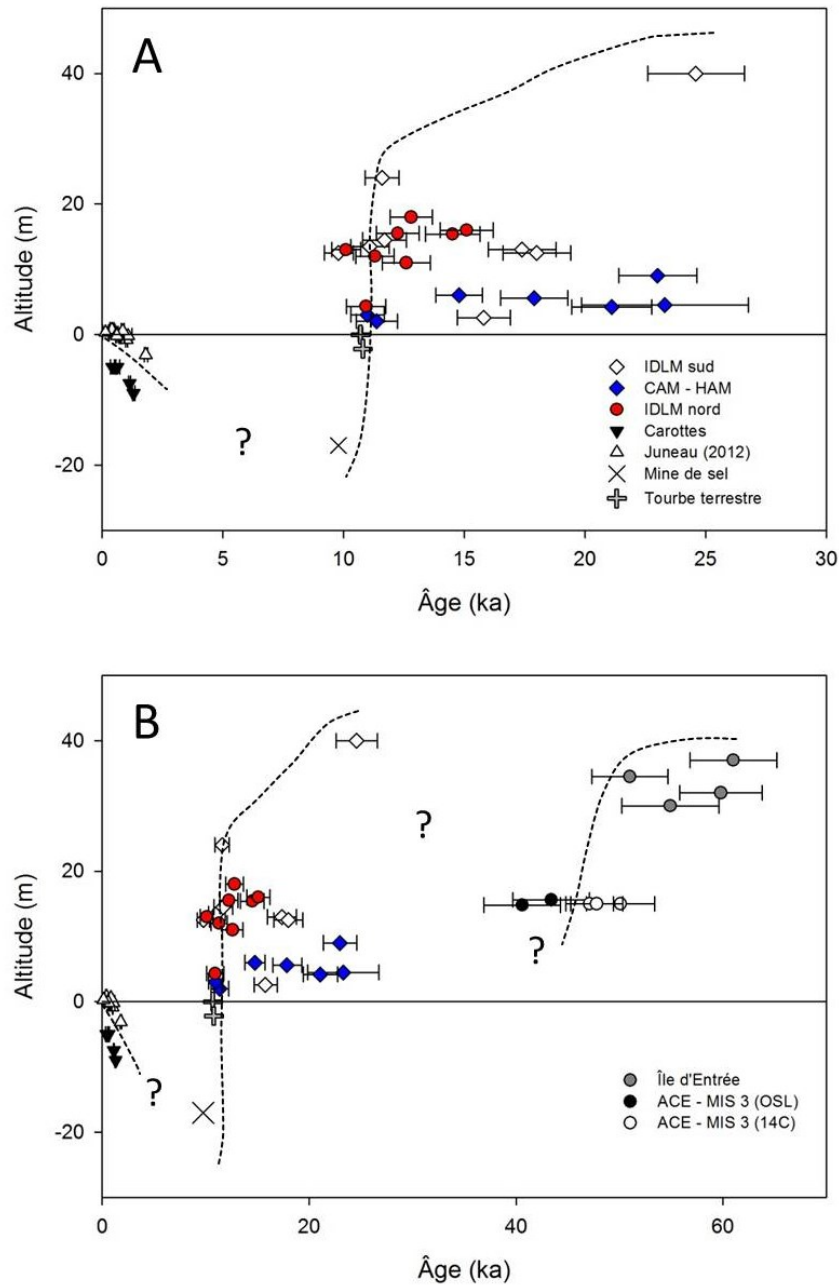 A
40
20
0
-20
Altitude (m)
?
IDLM sud
CAM - HAM
IDLM nord
Carottes
Juneau (2012)
Mine de sel
Tourbe terrestre
0 5 10 15 20 25 30
Âge (ka)
B
40
20
0
-20
Altitude (m)
?
?
?
Île d'Entrée
ACE - MIS 3 (OSL)
ACE - MIS 3 (14C)
0 20 40 60
Âge (ka)